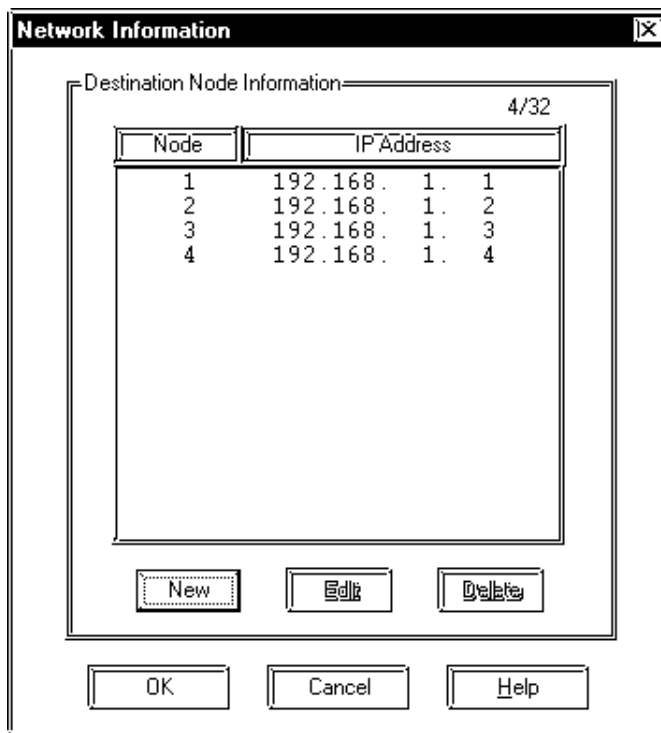 Network Information
Destination Node Information
4/32
Node IP Address
1 192.168. 1. 1
2 192.168. 1. 2
3 192.168. 1. 3
4 192.168. 1. 4
New Edit Delete
OK Cancel Help